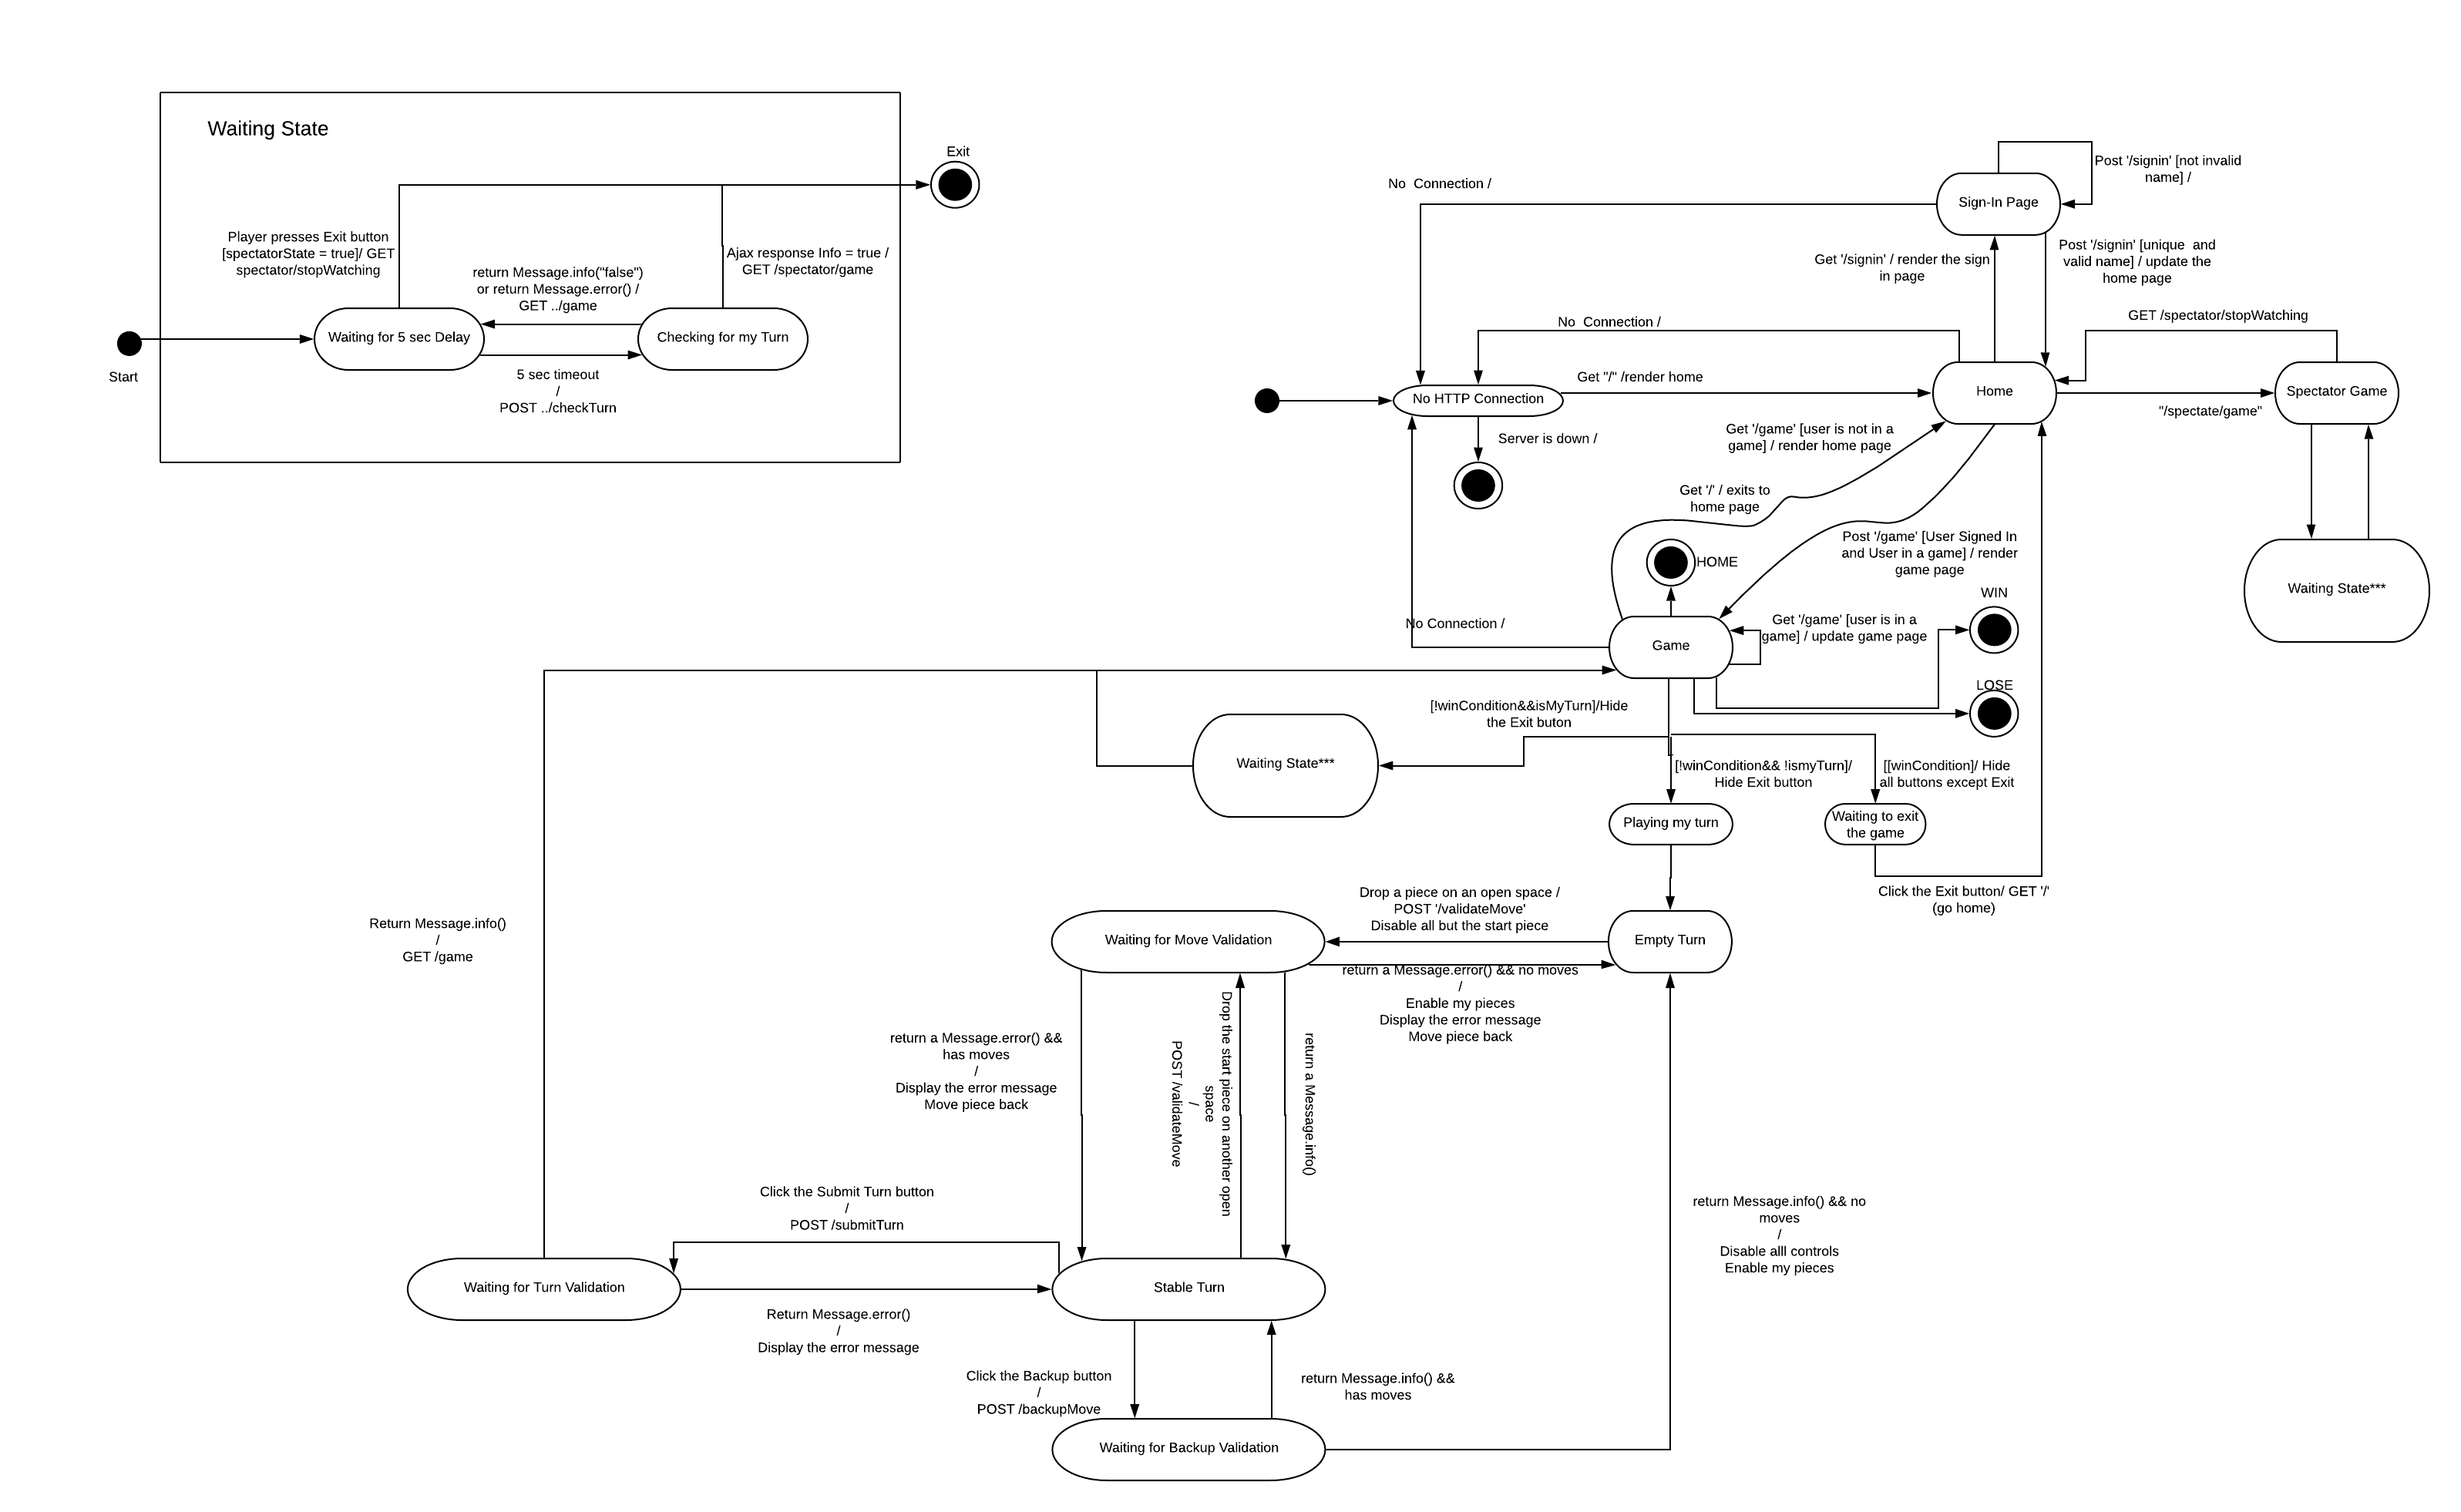 Waiting State
Exit
Player presses Exit button
[spectatorState = true]/ GET
spectator/stopWatching
return Message.info("false")
or return Message.error() /
GET ../game
Ajax response Info = true /
GET /spectator/game
Waiting for 5 sec Delay
Checking for my Turn
Start
5 sec timeout
/
POST ../checkTurn
No  Connection /
Sign-In Page
Post '/signin' [not invalid
name] /
Get '/signin' / render the sign
in page
Post '/signin' [unique  and
valid name] / update the
home page
No  Connection /
GET /spectator/stopWatching
Get "/" /render home
No HTTP Connection
Home
Spectator Game
"/spectate/game"
Server is down /
Get '/game' [user is not in a
game] / render home page
Get '/' / exits to
home page
Post '/game' [User Signed In
and User in a game] / render
game page
HOME
Waiting State***
WIN
No Connection /
Game
Get '/game' [user is in a
game] / update game page
LOSE
[!winCondition&&isMyTurn]/Hide
the Exit buton
Waiting State***
[!winCondition&& !ismyTurn]/
Hide Exit button
[[winCondition]/ Hide
all buttons except Exit
Playing my turn
Waiting to exit
the game
Click the Exit button/ GET '/'
(go home)
Drop a piece on an open space /
POST '/validateMove'
Disable all but the start piece
Waiting for Move Validation
Empty Turn
return a Message.error() && no moves
/
Enable my pieces
Display the error message
Move piece back
Return Message.info()
/
GET /game
return a Message.error() &&
has moves
/
Display the error message
Move piece back
Drop the start piece on another open
space
/
POST /validateMove
return a Message.info()
Click the Submit Turn button
/
POST /submitTurn
return Message.info() && no
moves
/
Disable alll controls
Enable my pieces
Waiting for Turn Validation
Stable Turn
Return Message.error()
/
Display the error message
Click the Backup button
/
POST /backupMove
return Message.info() &&
has moves
Waiting for Backup Validation